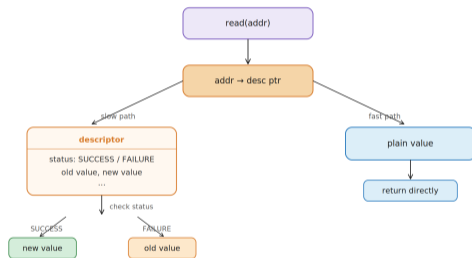 read(addr)
addr → desc ptr
slow path
fast path
descriptor
status: SUCCESS / FAILURE
old value, new value
...
plain value
return directly
check status
SUCCESS
FAILURE
new value
old value